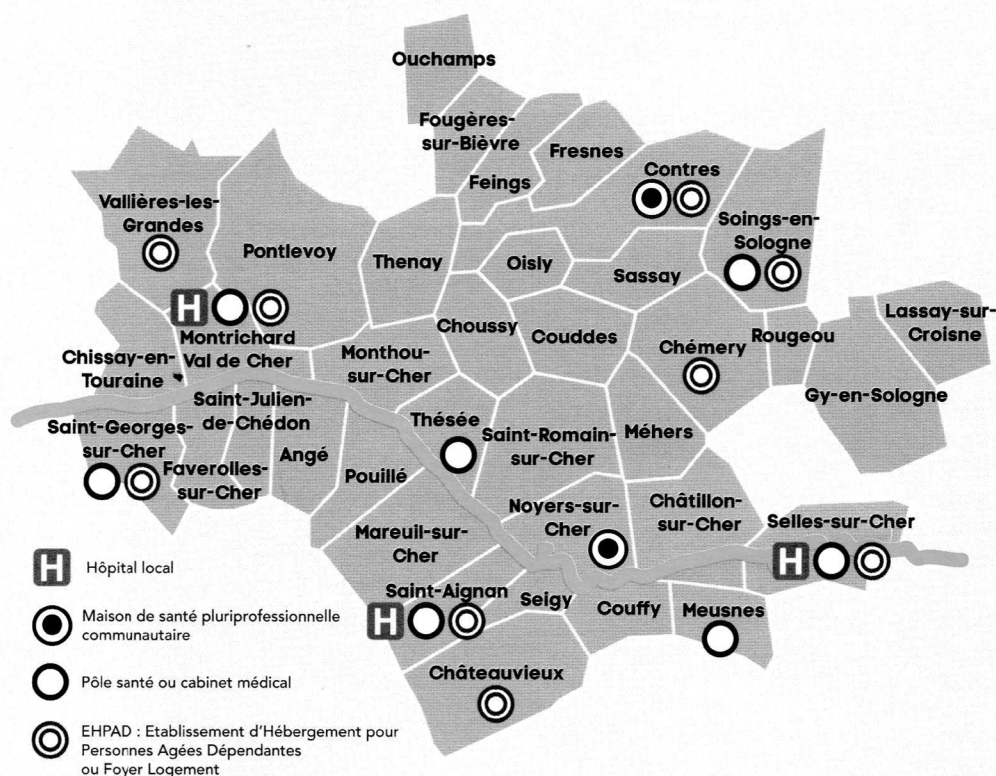 Ouchamps
Fougères-
sur-Bièvre
Fresnes
Feings
Contres
Vallières-les-
Grandes
Soings-en-
Sologne
Pontlevoy
Thenay
Oisly
Sassay
H
Montrichard
Val de Cher
Choussy
Couddes
Chémery
Rougeou
Lassay-sur-
Croisne
Chissay-en-
Touraine
Monthou-
sur-Cher
Gy-en-Sologne
Saint-Julien-
de-Chédon
Saint-Georges-
sur-Cher
Faverolles-
sur-Cher
Angé
Thésée
Saint-Romain-
sur-Cher
Méhers
Pouillé
Mareuil-sur-
Cher
Noyers-sur-
Cher
Châtillon-
sur-Cher
Selles-sur-Cher
H
Saint-Aignan
H
Seigy
Couffy
Meusnes
Châteauvieux
H Hôpital local
Maison de santé pluriprofessionnelle
communautaire
Pôle santé ou cabinet médical
EHPAD : Etablissement d'Hébergement pour
Personnes Agées Dépendantes
ou Foyer Logement